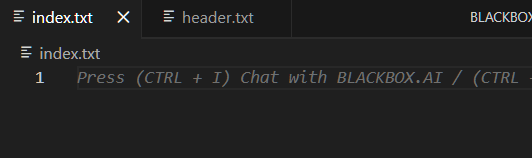 index.txt header.txt BLACKBOX
index.txt
1 Press (CTRL + I) Chat with BLACKBOX.AI / (CTRL